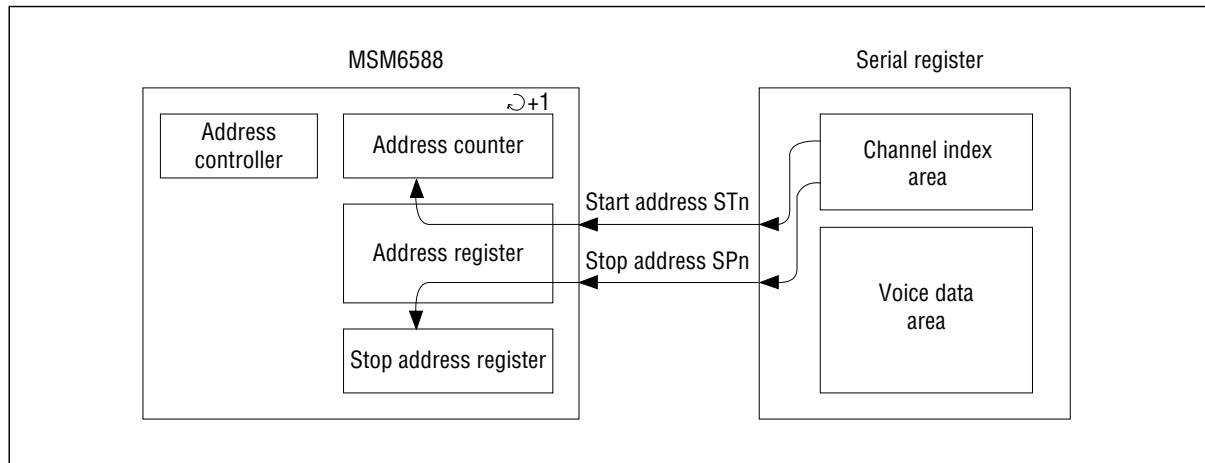 MSM6588
Serial register
+1
Address
controller
Address counter
Channel index
area
Start address STn
Address register
Stop address SPn
Voice data
area
Stop address register